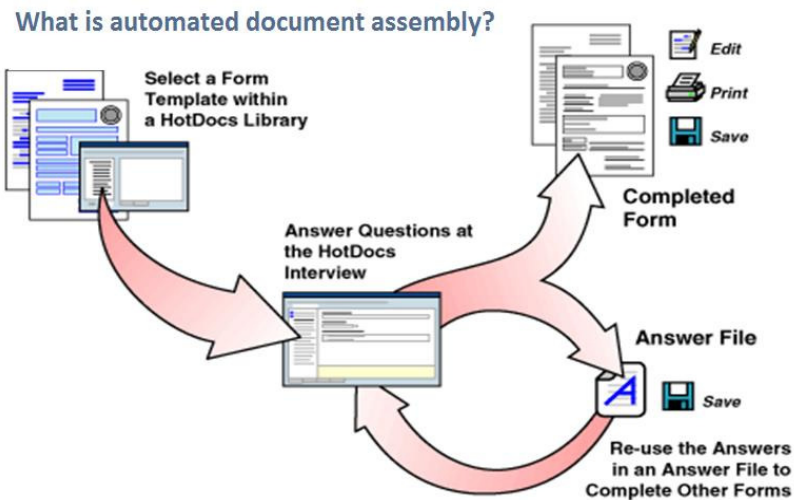 What is automated document assembly?
Select a Form
Template within
a HotDocs Library
Edit
Print
Save
Completed
Form
Answer Questions at
the HotDocs
Interview
Answer File
A
Save
Re-use the Answers
in an Answer File to
Complete Other Forms